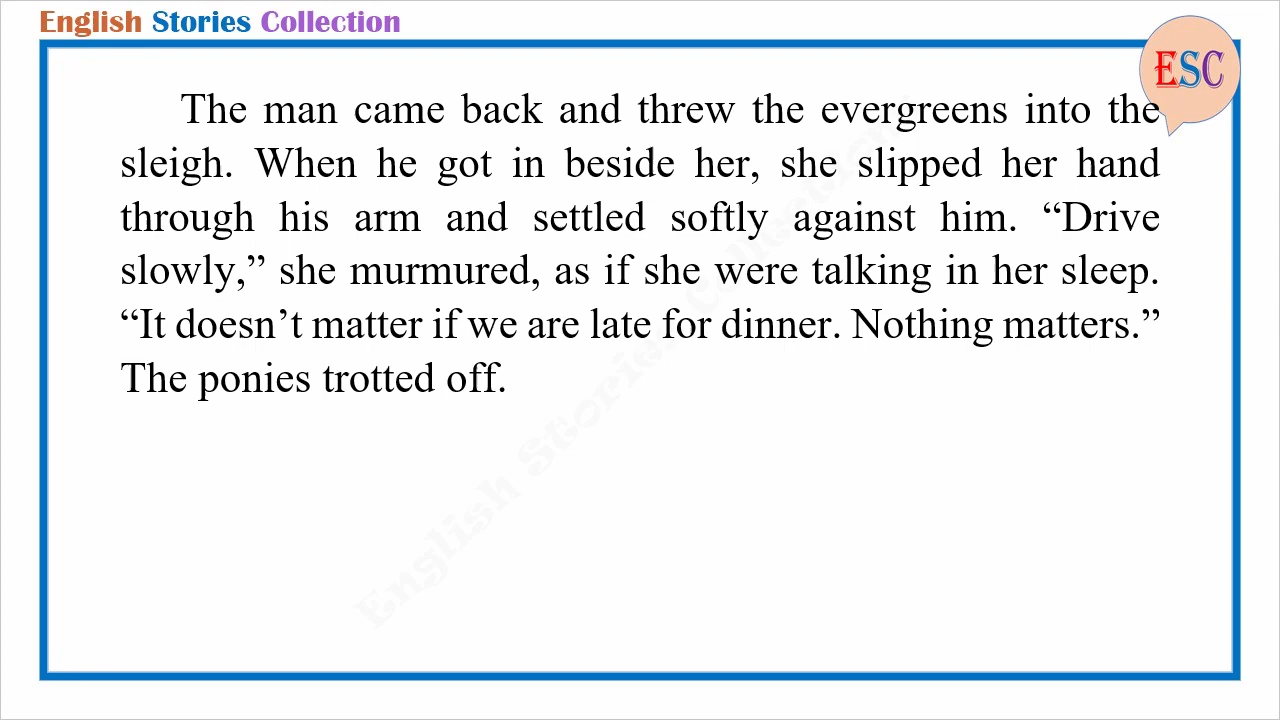 English Stories Collection
ESC
The man came back and threw the evergreens into the
sleigh. When he got in beside her, she slipped her hand
through his arm and settled softly against him. “Drive
slowly,” she murmured, as if she were talking in her sleep.
“It doesn’t matter if we are late for dinner. Nothing matters.”
The ponies trotted off.
English Stories Collection